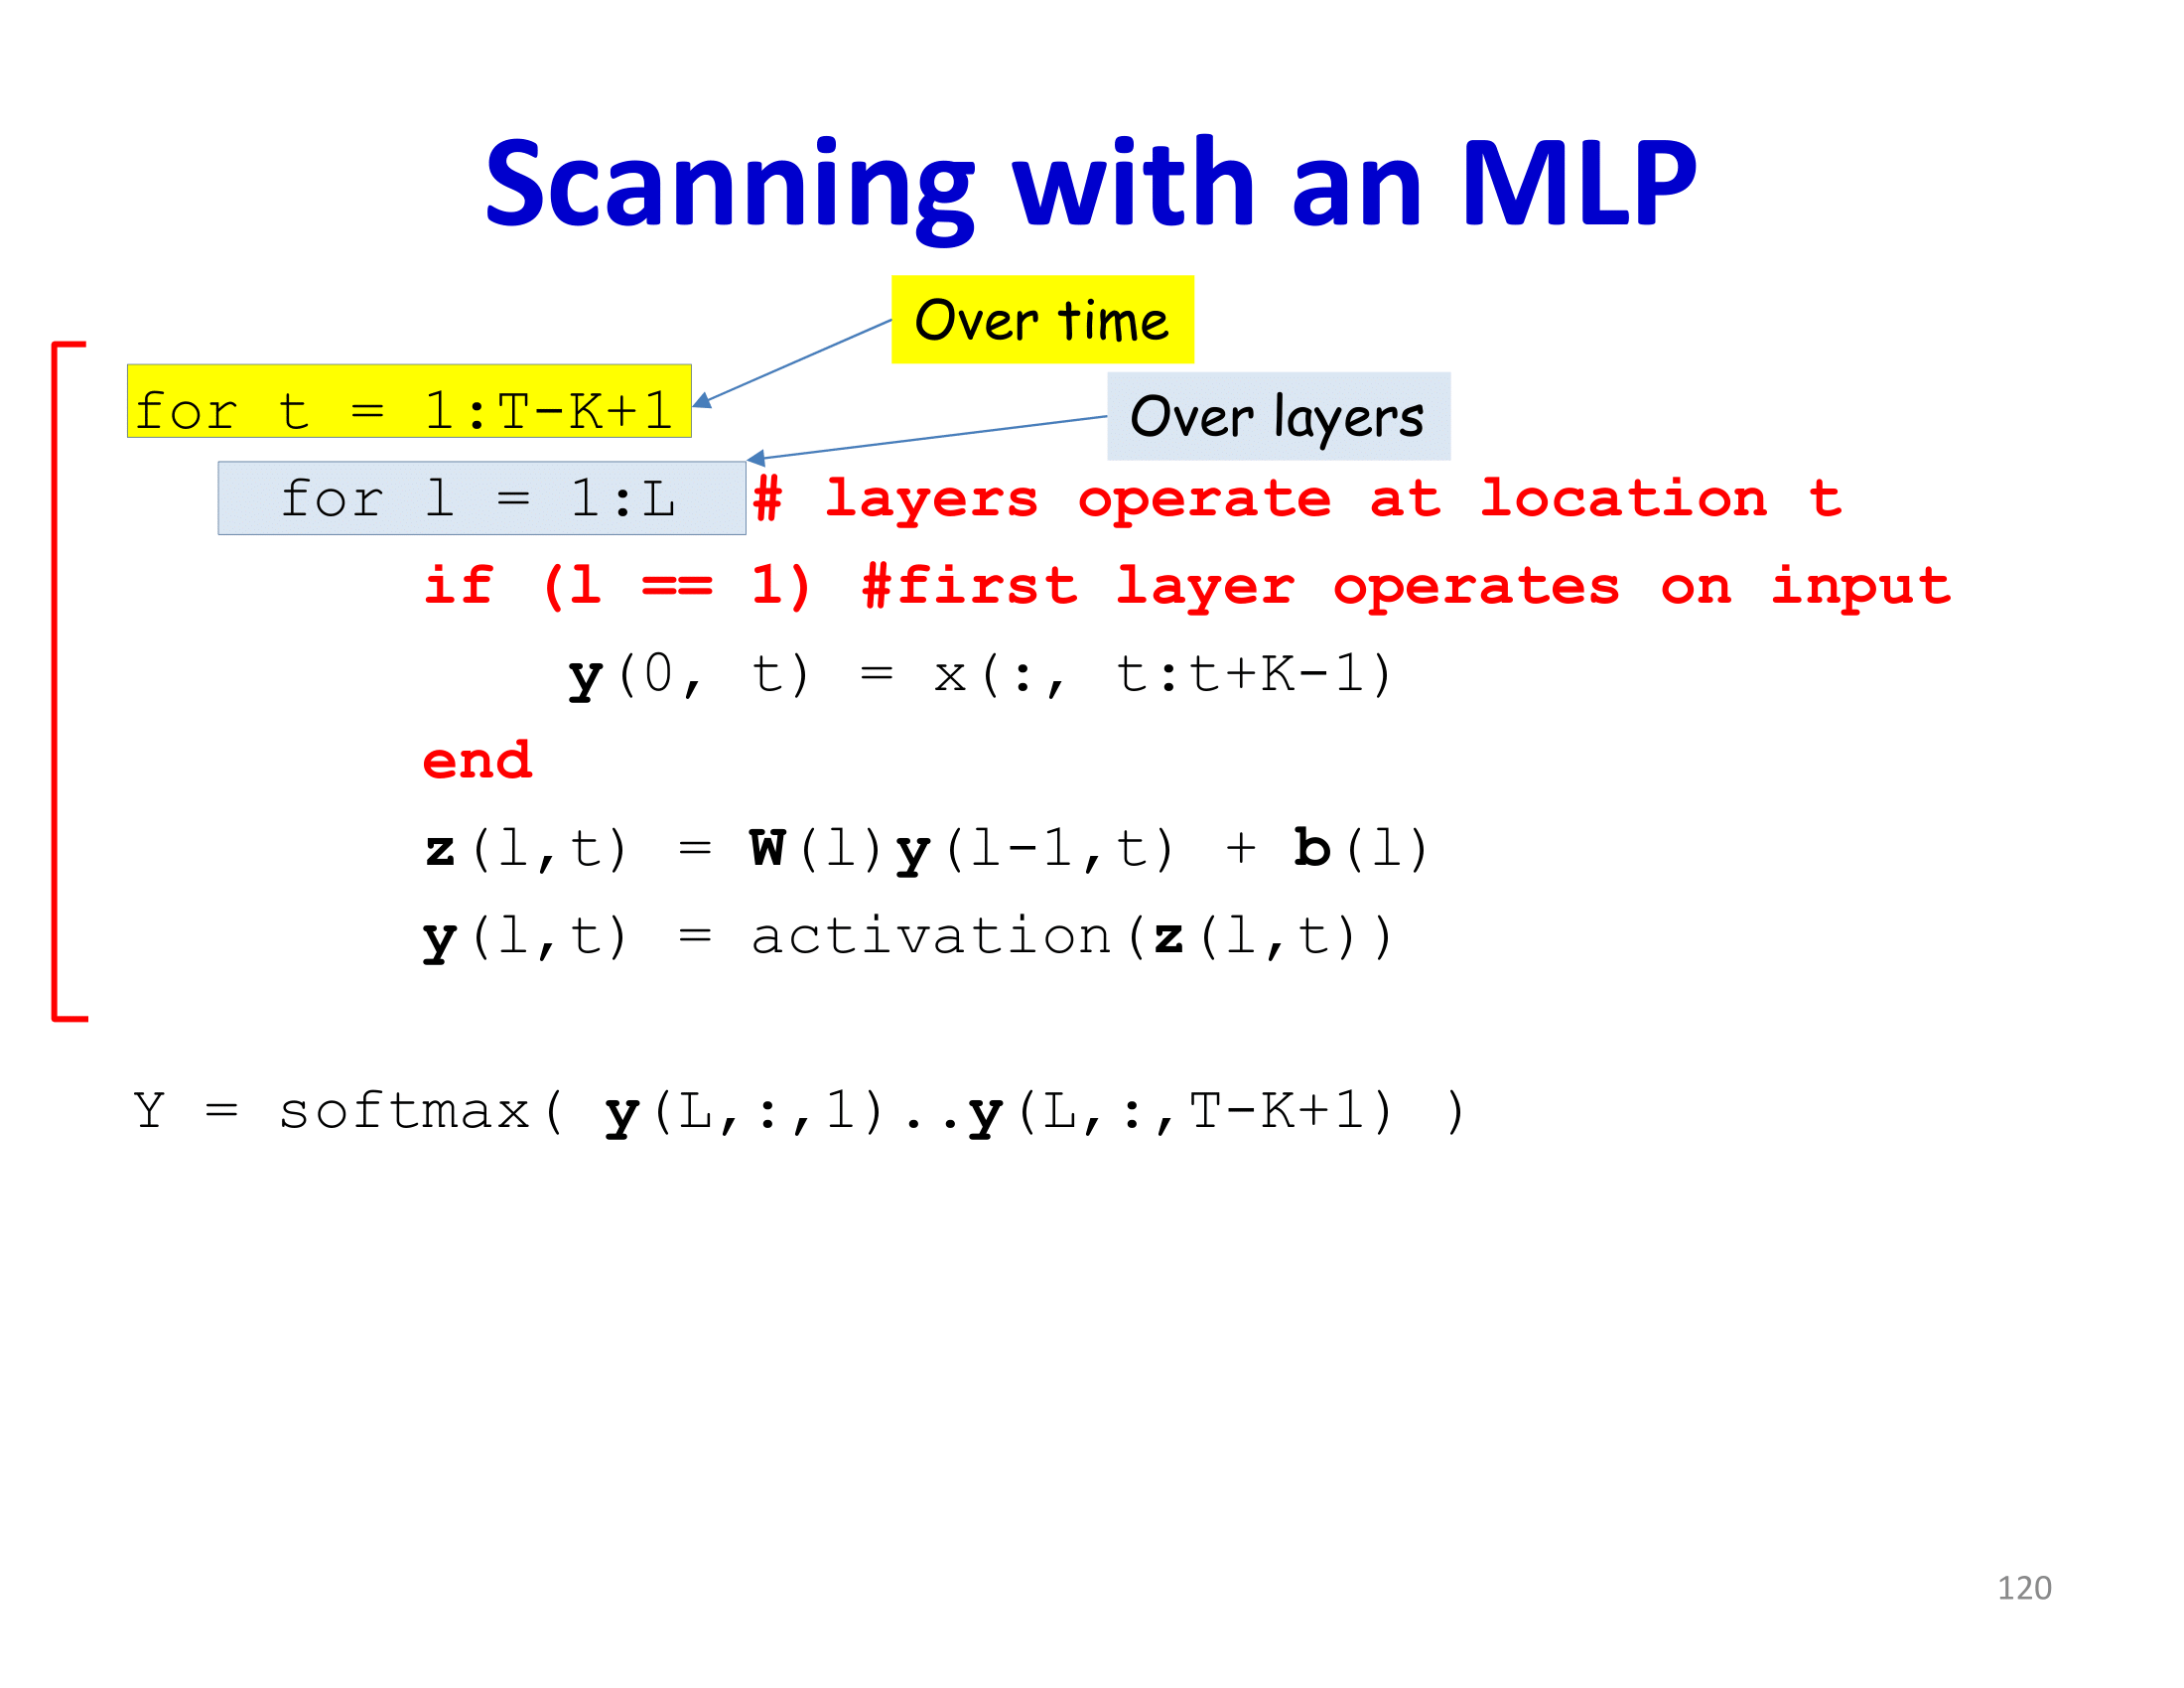 Scanning with an MLP
Over time
for t = 1:T-K+1
Over layers
for l = 1:L # layers operate at location t
if (l == 1) #first layer operates on input
y(0, t) = x(:, t:t+K-1)
end
z(l,t) = W(l)y(l-1,t) + b(l)
y(l,t) = activation(z(l,t))
Y = softmax( y(L,:,1)..y(L,:,T-K+1) )
120